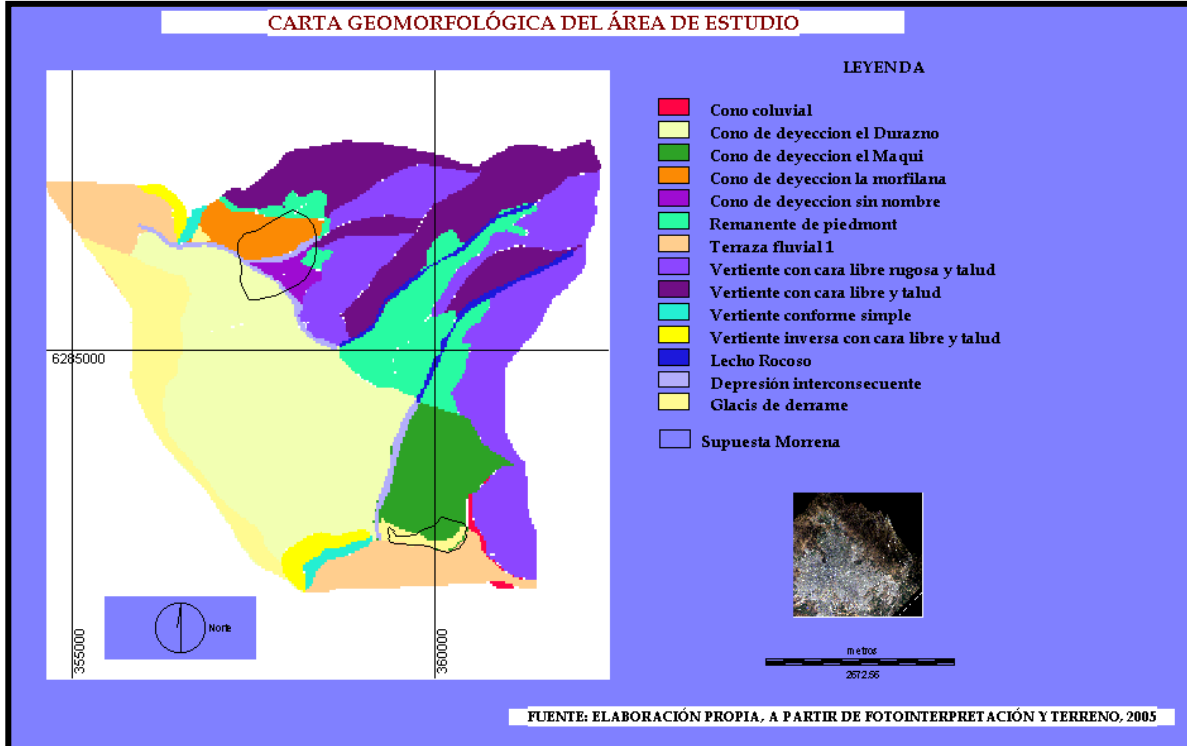 CARTA GEOMORFOLÓGICA DEL ÁREA DE ESTUDIO
LEYENDA
Cono coluvial
Cono de deyeccion el Durazno
Cono de deyeccion el Maqui
Cono de deyeccion la morfilana
Cono de deyeccion sin nombre
Remanente de piedmont
Terraza fluvial 1
Vertiente con cara libre rugosa y talud
Vertiente con cara libre y talud
Vertiente conforme simple
Vertiente inversa con cara libre y talud
Lecho Rocoso
Depresión interconsecuente
Glacis de derrame
Supuesta Morrena
6285000
355000
360000
Norte
metros
2672.56
FUENTE: ELABORACIÓN PROPIA, A PARTIR DE FOTOINTERPRETACIÓN Y TERRENO, 2005